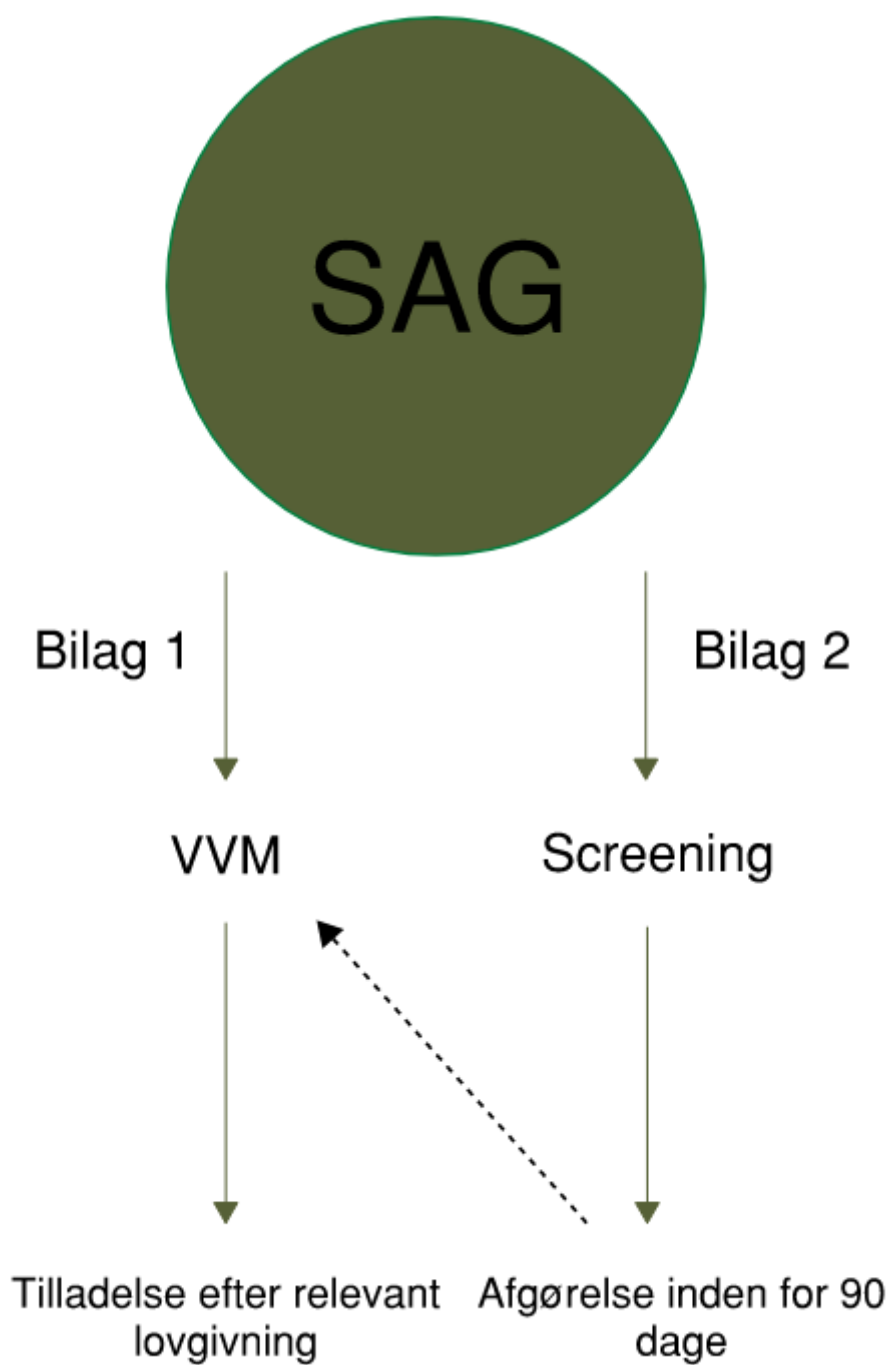 SAG
Bilag 1
Bilag 2
VVM
Screening
Tilladelse efter relevant
lovgivning
Afgørelse inden for 90
dage